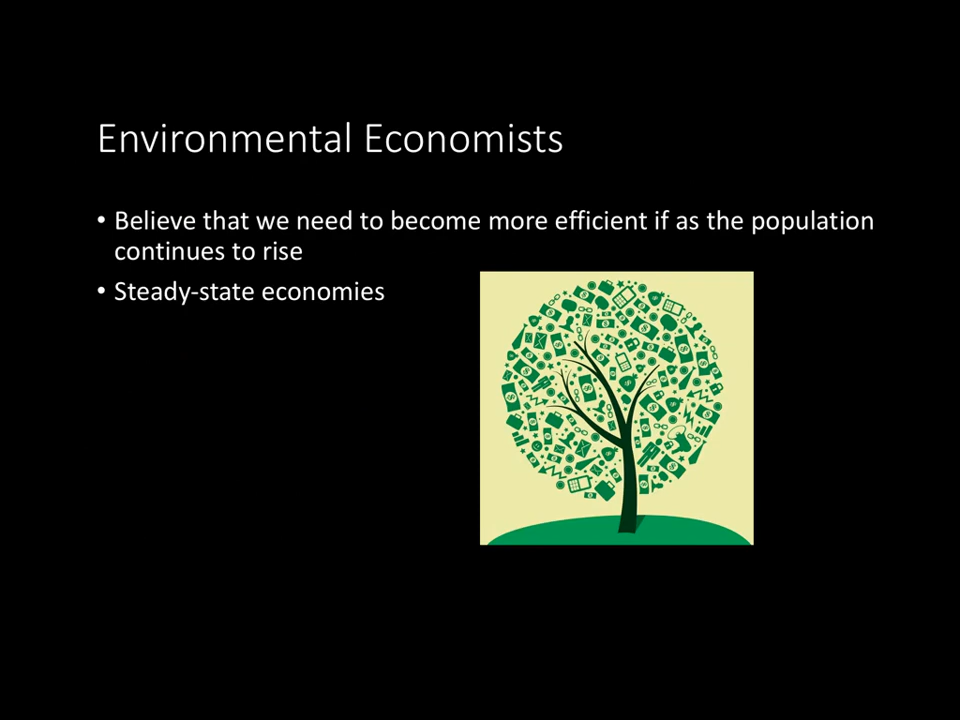 Environmental Economists
• Believe that we need to become more efficient if as the population
continues to rise
• Steady-state economies